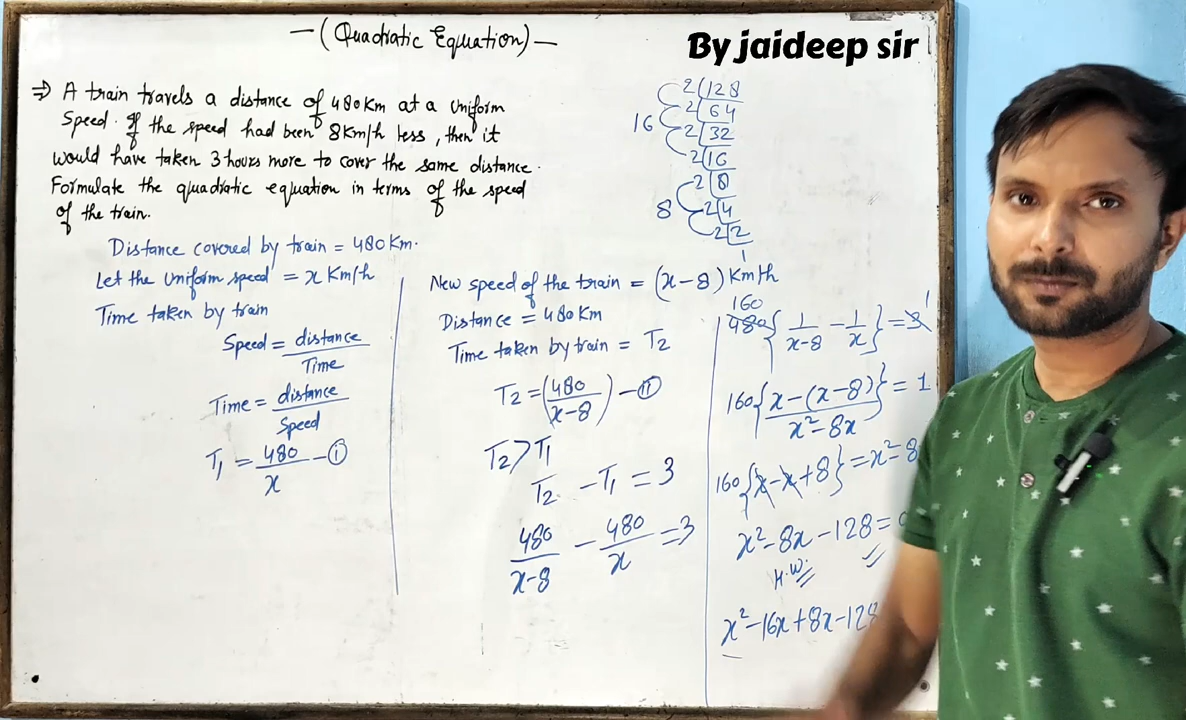 —(Quadratic Equation)—
By jaideep sir
⇒ A train travels a distance of 480 Km at a uniform
Speed. If the speed had been 8 Km/h less, then it
would have taken 3 hours more to cover the same distance.
Formulate the quadratic equation in terms of the speed
of the train.
Distance covered by train = 480 Km.
Let the uniform speed = x Km/h
Time taken by train
Speed = distance / Time
Time = distance / Speed
T₁ = 480/x — ①
New speed of the train = (x-8) Km/h
Distance = 480 Km
Time taken by train = T₂
T₂ = (480/(x-8)) — ⑪
T₂ > T₁
T₂ - T₁ = 3
480/(x-8) - 480/x = 3
2 | 128
2 | 64
2 | 32
2 | 16
2 | 8
2 | 4
2 | 2
1
16
8
160 1
480 { 1/(x-8) - 1/x } = 3
160 { (x-(x-8))/(x²-8x) } = 1
160 { x-x+8 } = x²-8
x²-8x-128 =
H.W.
x²-16x+8x-128